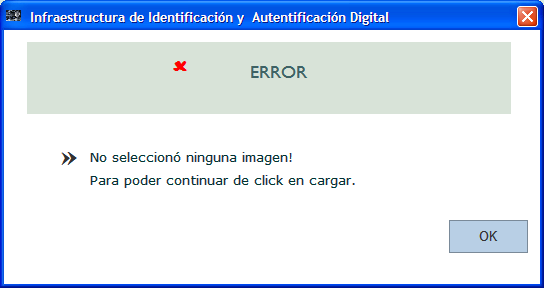 Infraestructura de Identificación y Autentificación Digital
ERROR
No seleccionó ninguna imagen!
Para poder continuar de click en cargar.
OK